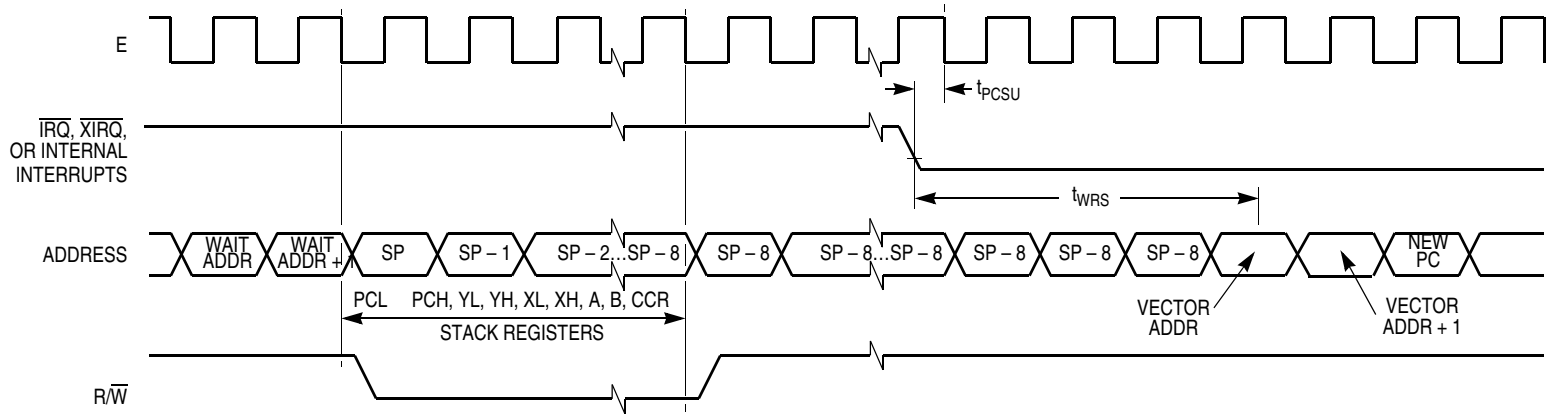 E
tPCSU
IRQ, XIRQ,
OR INTERNAL
INTERRUPTS
tWRS
ADDRESS
WAIT
ADDR
WAIT
ADDR + 1
SP
SP – 1
SP – 2...SP – 8
SP – 8
SP – 8...SP – 8
SP – 8
SP – 8
SP – 8
NEW
PC
PCL
PCH, YL, YH, XL, XH, A, B, CCR
STACK REGISTERS
VECTOR
ADDR
VECTOR
ADDR + 1
R/W